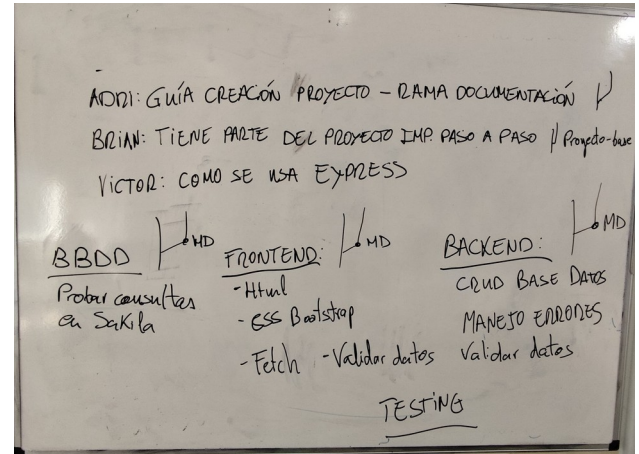 ADRI: GUÍA CREACIÓN PROYECTO - RAMA DOCUMENTACIÓN
BRIAN: TIENE PARTE DEL PROYECTO IMP. PASO A PASO Proyecto-base
VICTOR: COMO SE USA EXPRESS
BBDD MD
Probar consultas
en Sakila
FRONTEND: MD
- Html
- CSS Bootstrap
- Fetch - Validar datos
BACKEND: MD
CRUD BASE DATOS
MANEJO ERRORES
Validar datos
TESTING